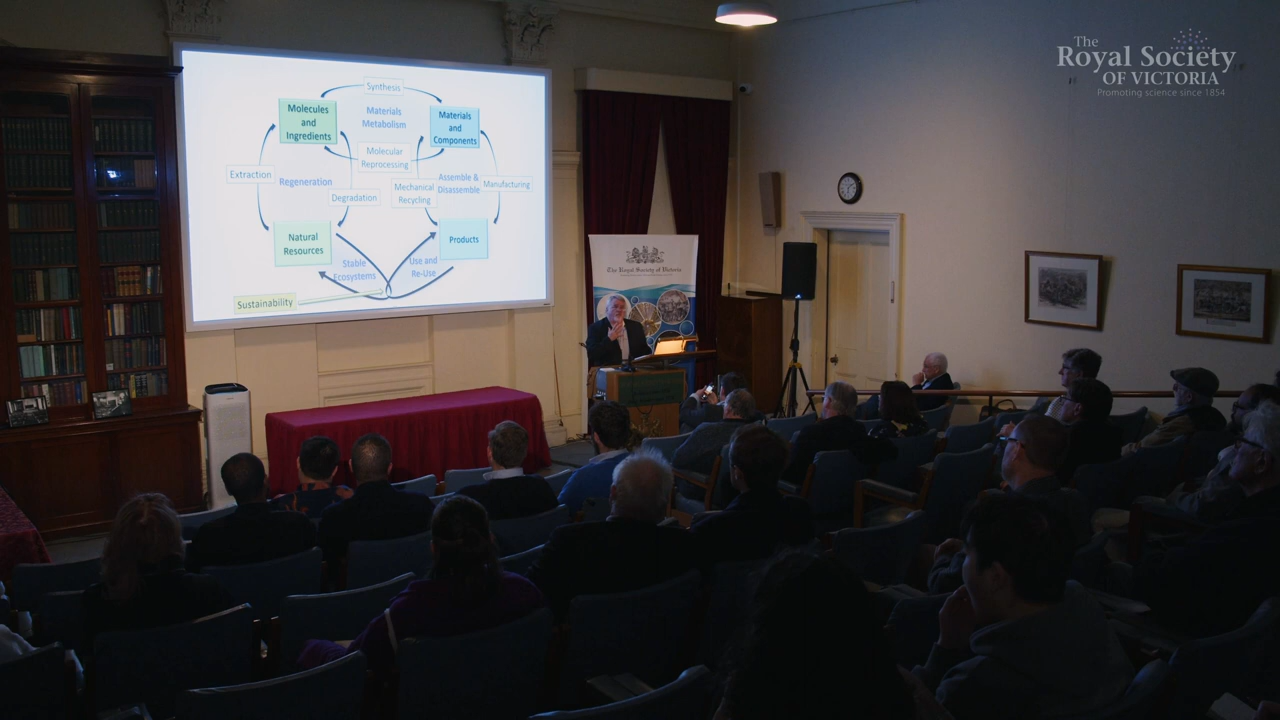 The
Royal Society
OF VICTORIA
Promoting science since 1854
Synthesis
Molecules
and
Ingredients
Materials
Metabolism
Materials
and
Components
Molecular
Reprocessing
Extraction
Regeneration
Degradation
Mechanical
Recycling
Assemble &
Disassemble
Manufacturing
Natural
Resources
Stable
Ecosystems
Use and
Re-Use
Products
Sustainability
The Royal Society of Victoria